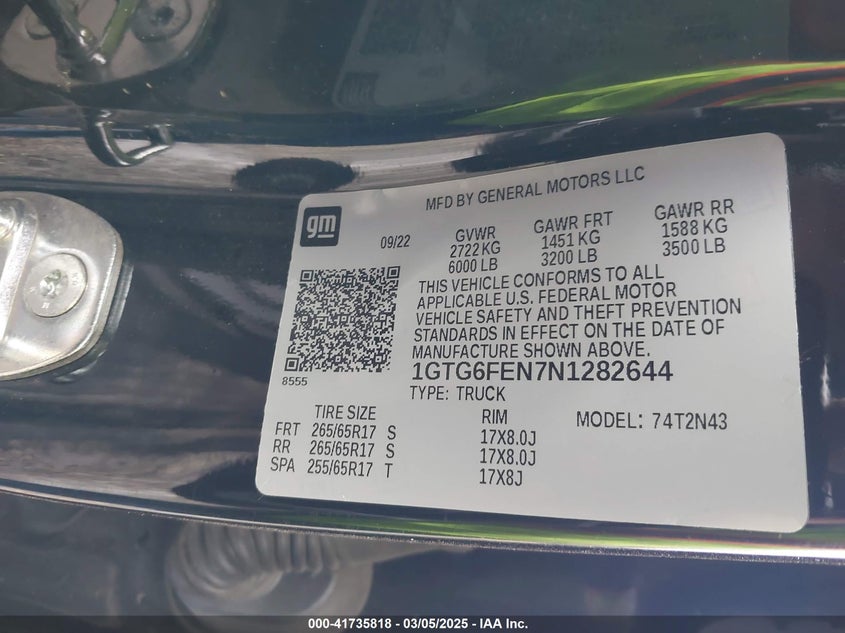 MFD BY GENERAL MOTORS LLC
gm
09/22
GVWR
2722 KG
6000 LB
GAWR FRT
1451 KG
3200 LB
GAWR RR
1588 KG
3500 LB
THIS VEHICLE CONFORMS TO ALL
APPLICABLE U.S. FEDERAL MOTOR
VEHICLE SAFETY AND THEFT PREVENTION
STANDARDS IN EFFECT ON THE DATE OF
MANUFACTURE SHOWN ABOVE.
8555
1GTG6FEN7N1282644
TYPE: TRUCK
TIRE SIZE RIM MODEL: 74T2N43
FRT 265/65R17 S 17X8.0J
RR 265/65R17 S 17X8.0J
SPA 255/65R17 T 17X8J
000-41735818 - 03/05/2025 - IAA Inc.